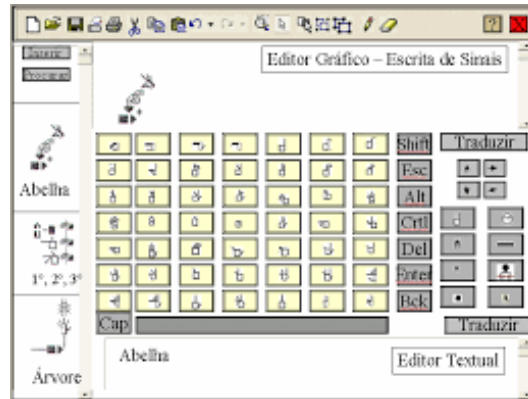 Editor Gráfico – Escrita de Sinais
Abelha
1º, 2º, 3º
Árvore
Shift
Traduzir
Esc
Alt
Crtl
Del
Enter
Bck
Cap
Traduzir
Abelha
Editor Textual